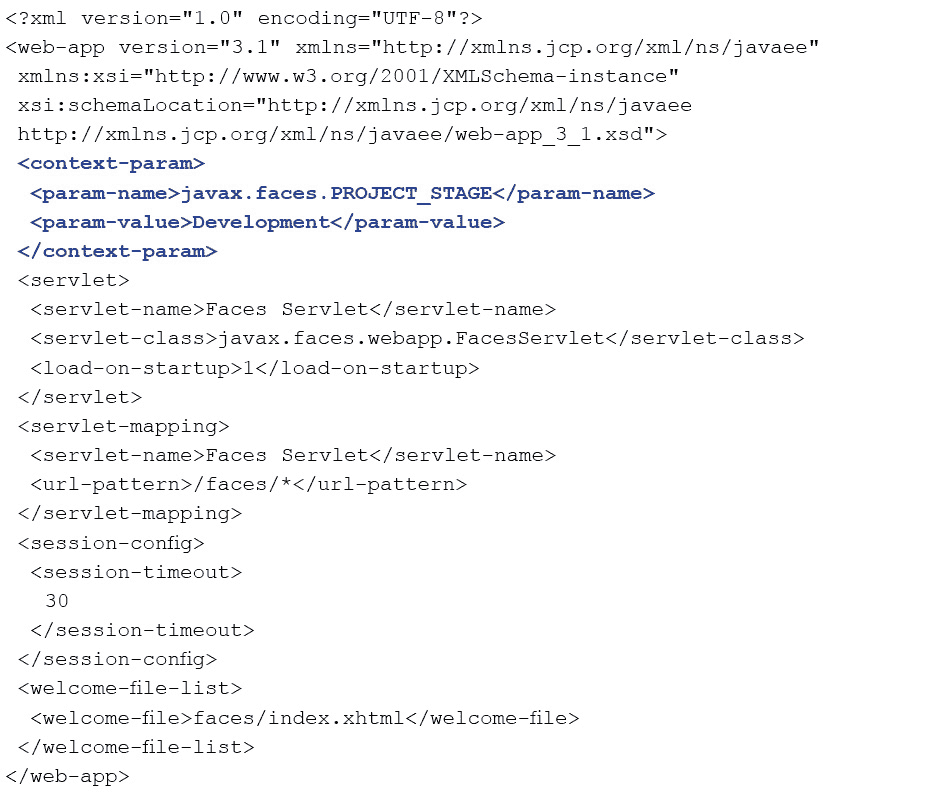 <?xml version="1.0" encoding="UTF-8"?>
<web-app version="3.1" xmlns="http://xmlns.jcp.org/xml/ns/javaee"
xmlns:xsi="http://www.w3.org/2001/XMLSchema-instance"
xsi:schemaLocation="http://xmlns.jcp.org/xml/ns/javaee
http://xmlns.jcp.org/xml/ns/javaee/web-app_3_1.xsd">
<context-param>
<param-name>javax.faces.PROJECT_STAGE</param-name>
<param-value>Development</param-value>
</context-param>
<servlet>
<servlet-name>Faces Servlet</servlet-name>
<servlet-class>javax.faces.webapp.FacesServlet</servlet-class>
<load-on-startup>1</load-on-startup>
</servlet>
<servlet-mapping>
<servlet-name>Faces Servlet</servlet-name>
<url-pattern>/faces/*</url-pattern>
</servlet-mapping>
<session-config>
<session-timeout>
30
</session-timeout>
</session-config>
<welcome-file-list>
<welcome-file>faces/index.xhtml</welcome-file>
</welcome-file-list>
</web-app>